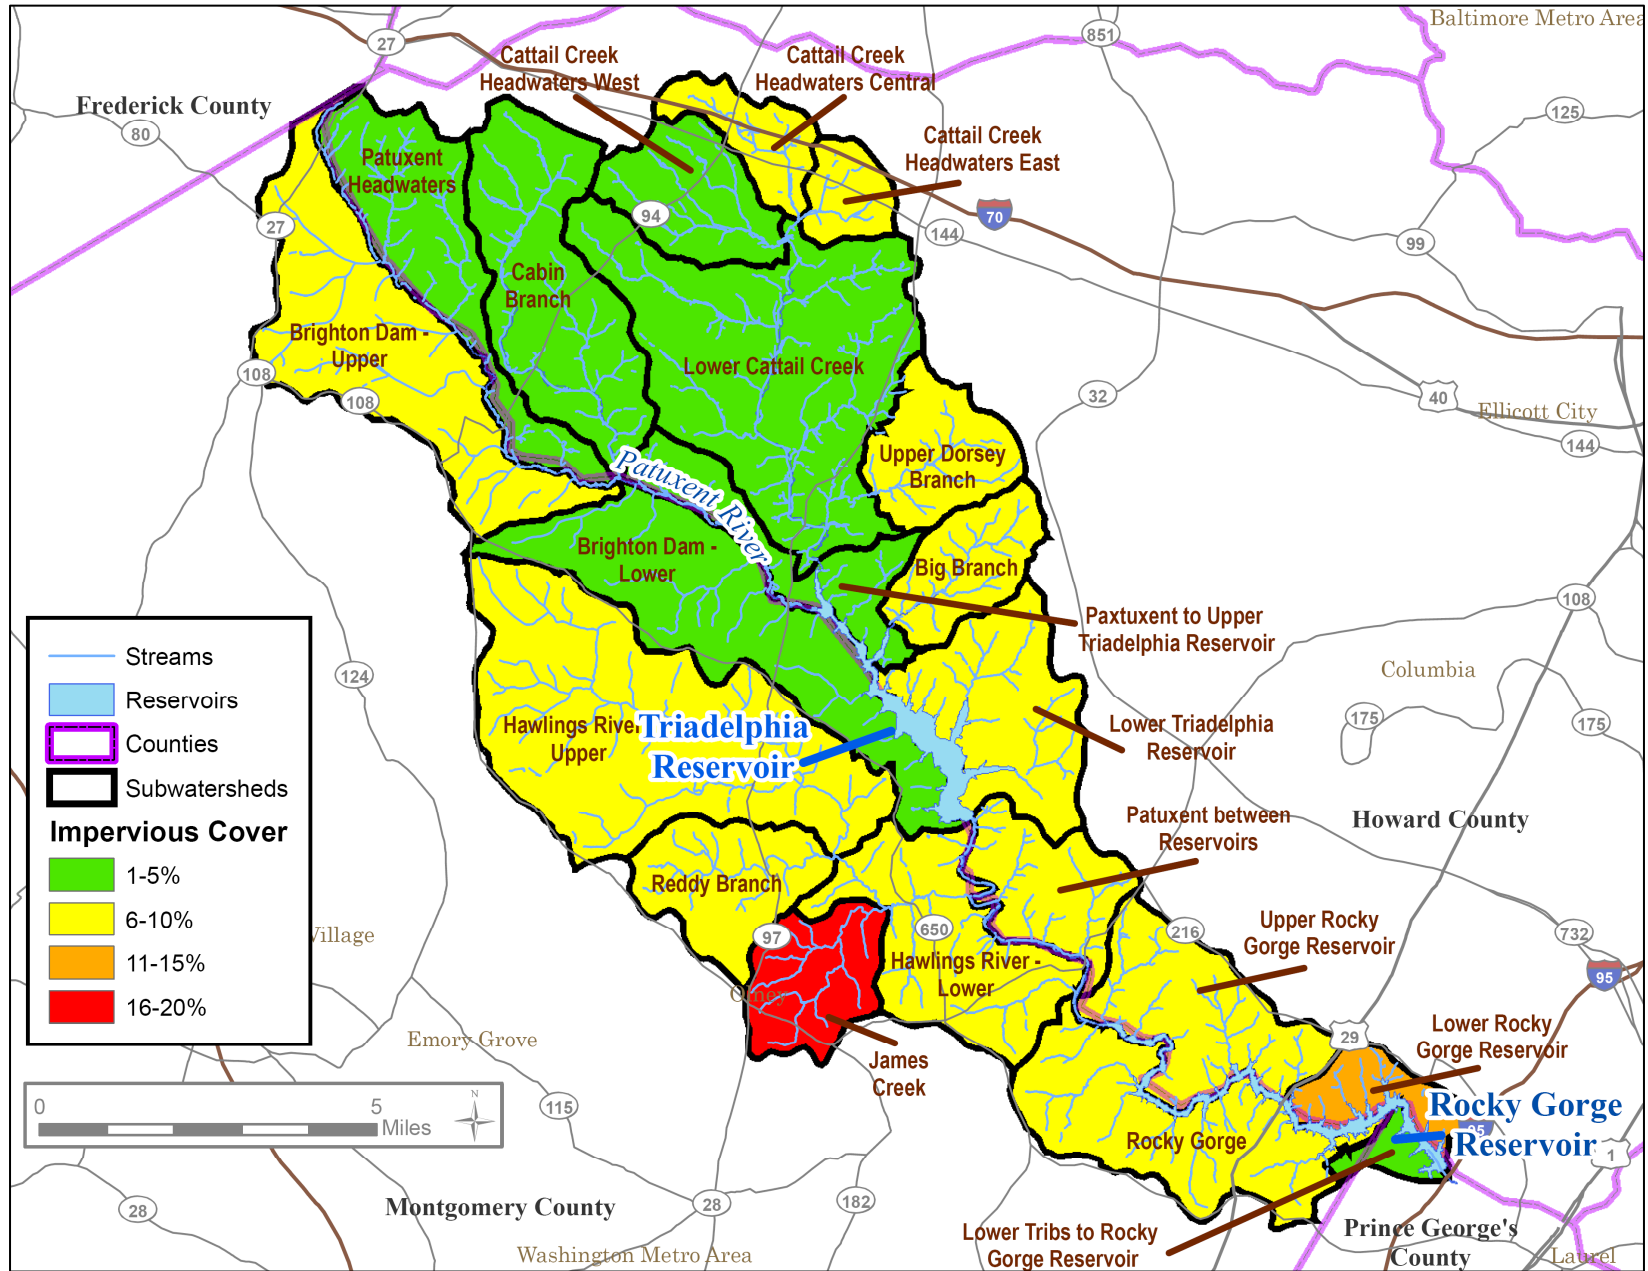 Baltimore Metro Area
27
851
Cattail Creek
Headwaters West
Cattail Creek
Headwaters Central
Frederick County
80
125
Cattail Creek
Headwaters East
Patuxent
Headwaters
94
70
144
27
99
Cabin
Branch
Brighton Dam -
Upper
Lower Cattail Creek
108
108
32
40
Ellicott City
144
Upper Dorsey
Branch
Patuxent River
Brighton Dam -
Lower
Big Branch
108
Paxtuxent to Upper
Triadelphia Reservoir
Streams
Reservoirs
Counties
Subwatersheds
Impervious Cover
1-5%
6-10%
11-15%
16-20%
124
Columbia
175
175
Hawlings River
Upper
Triadelphia
Reservoir
Lower Triadelphia
Reservoir
Patuxent between
Reservoirs
Howard County
Reddy Branch
Village
97
650
216
Upper Rocky
Gorge Reservoir
732
95
Hawlings River -
Lower
Olney
Emory Grove
James
Creek
29
Lower Rocky
Gorge Reservoir
0
5
Miles
N
115
Rocky Gorge
Reservoir
95
1
Rocky Gorge
28
Montgomery County
28
182
Lower Tribs to Rocky
Gorge Reservoir
Prince George's
County
Washington Metro Area
Laurel